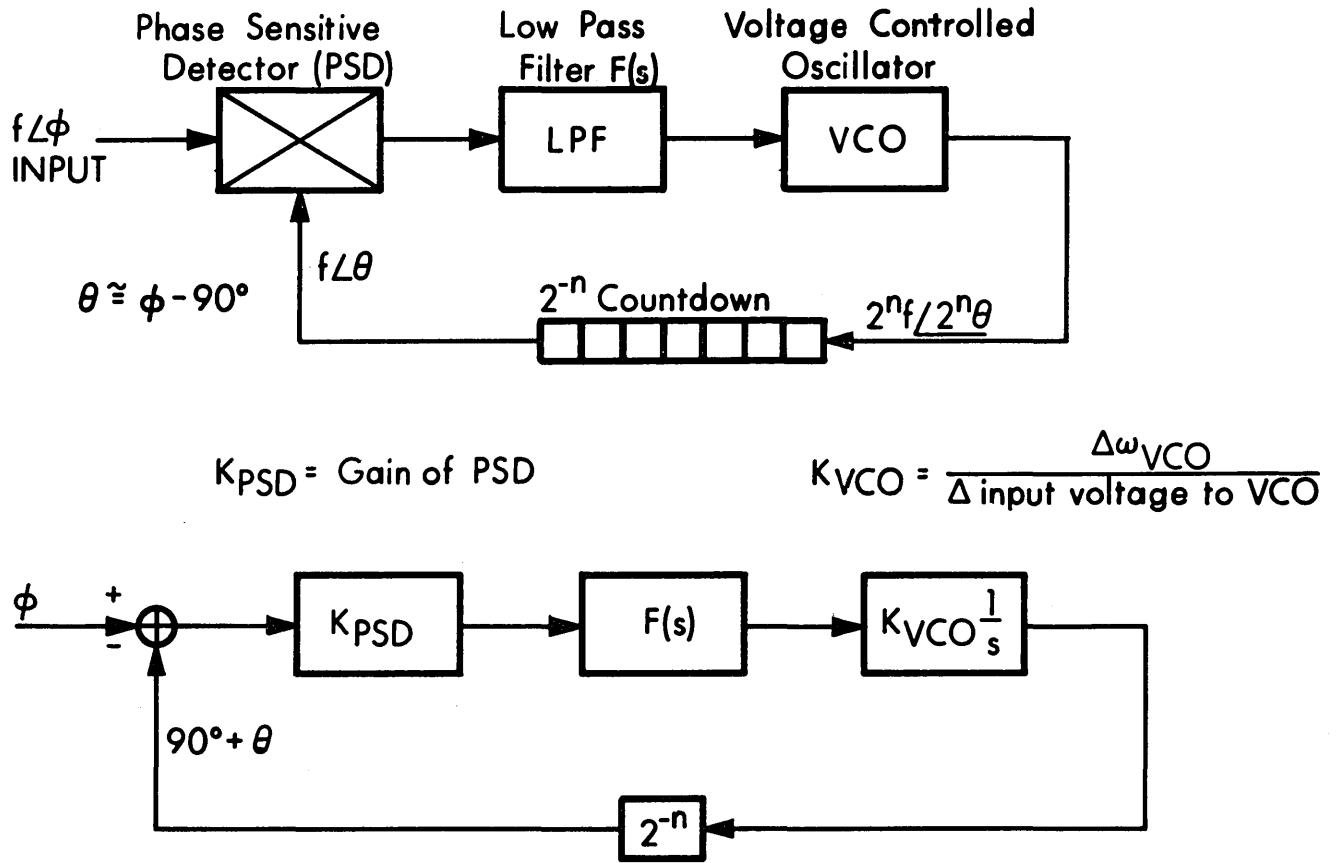 Phase Sensitive
Detector (PSD)
Low Pass
Filter F(s)
Voltage Controlled
Oscillator
f∠ϕ
INPUT
LPF
VCO
f∠θ
θ ≅ ϕ - 90°
2⁻ⁿ Countdown
2ⁿf∠2ⁿθ
K_PSD = Gain of PSD
K_VCO = Δω_VCO / Δ input voltage to VCO
ϕ
+
-
K_PSD
F(s)
K_VCO 1/s
90° + θ
2⁻ⁿ